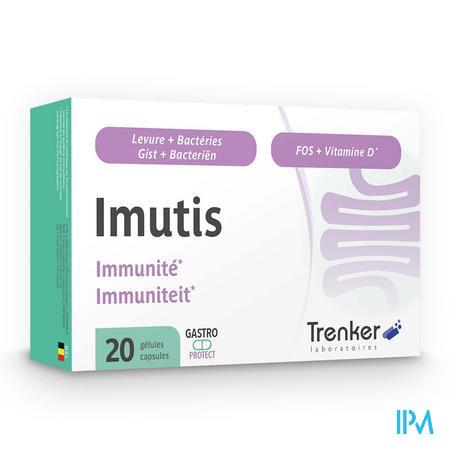 Levure + Bactéries
Gist + Bacteriën
FOS + Vitamine D*
Imutis
Immunité*
Immuniteit*
20 gélules
capsules
GASTRO
PROTECT
Trenker
laboratoires
IPM